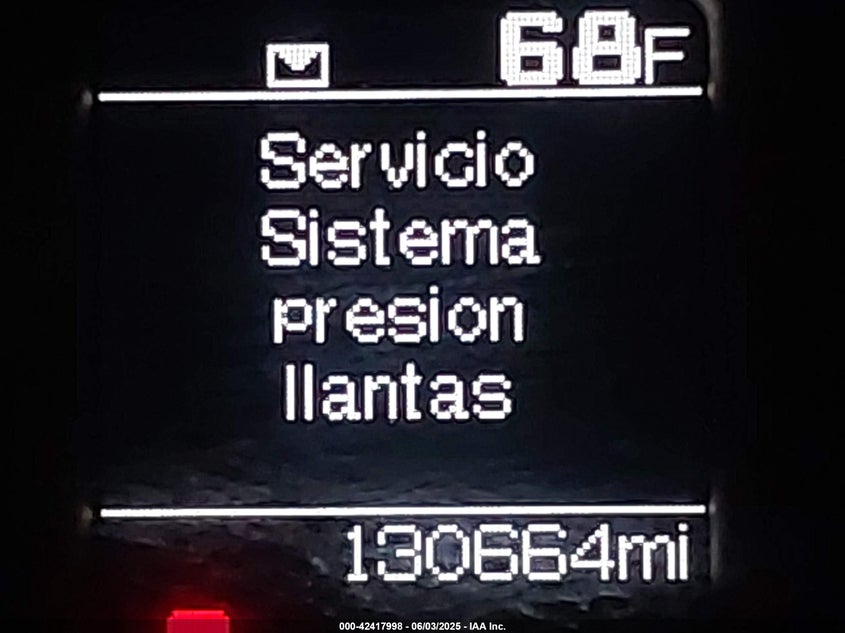 68F
Servicio
Sistema
presion
llantas
130664mi
000-42417998 - 06/03/2025 - IAA Inc.